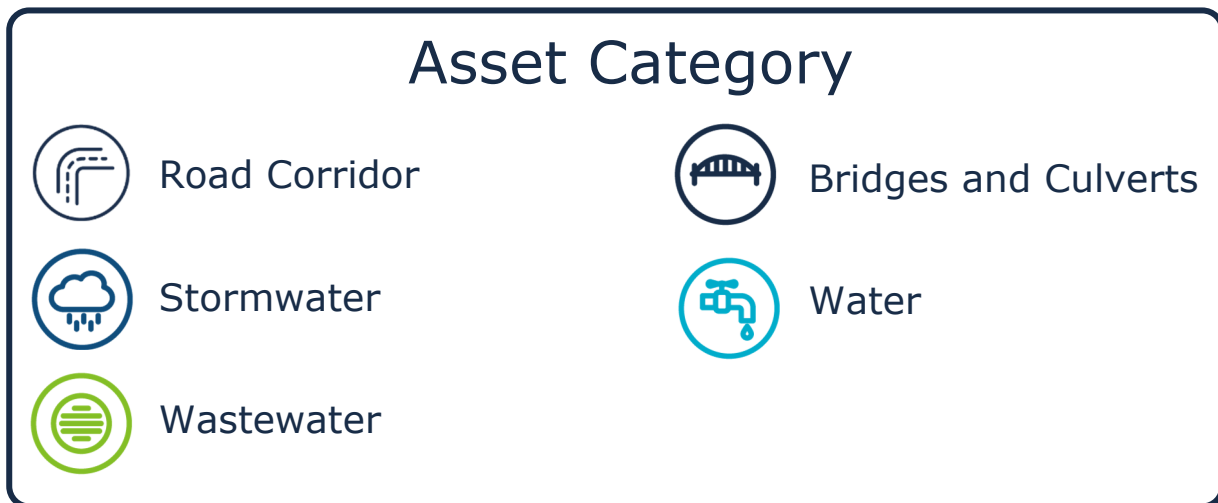 Asset Category
Road Corridor
Bridges and Culverts
Stormwater
Water
Wastewater